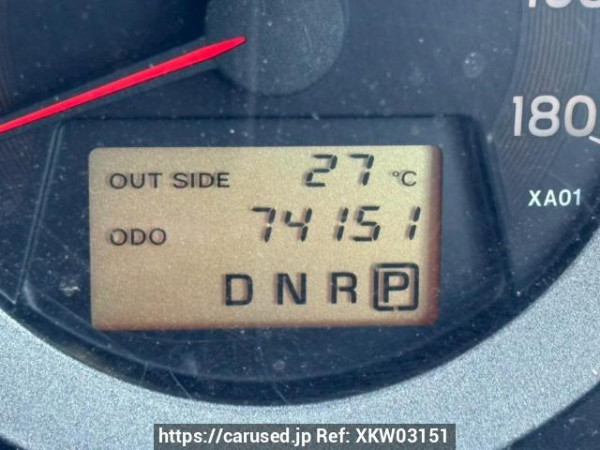 180
XA01
OUT SIDE 27 °C
ODO 74151
D N R P
https://carused.jp Ref: XKW03151